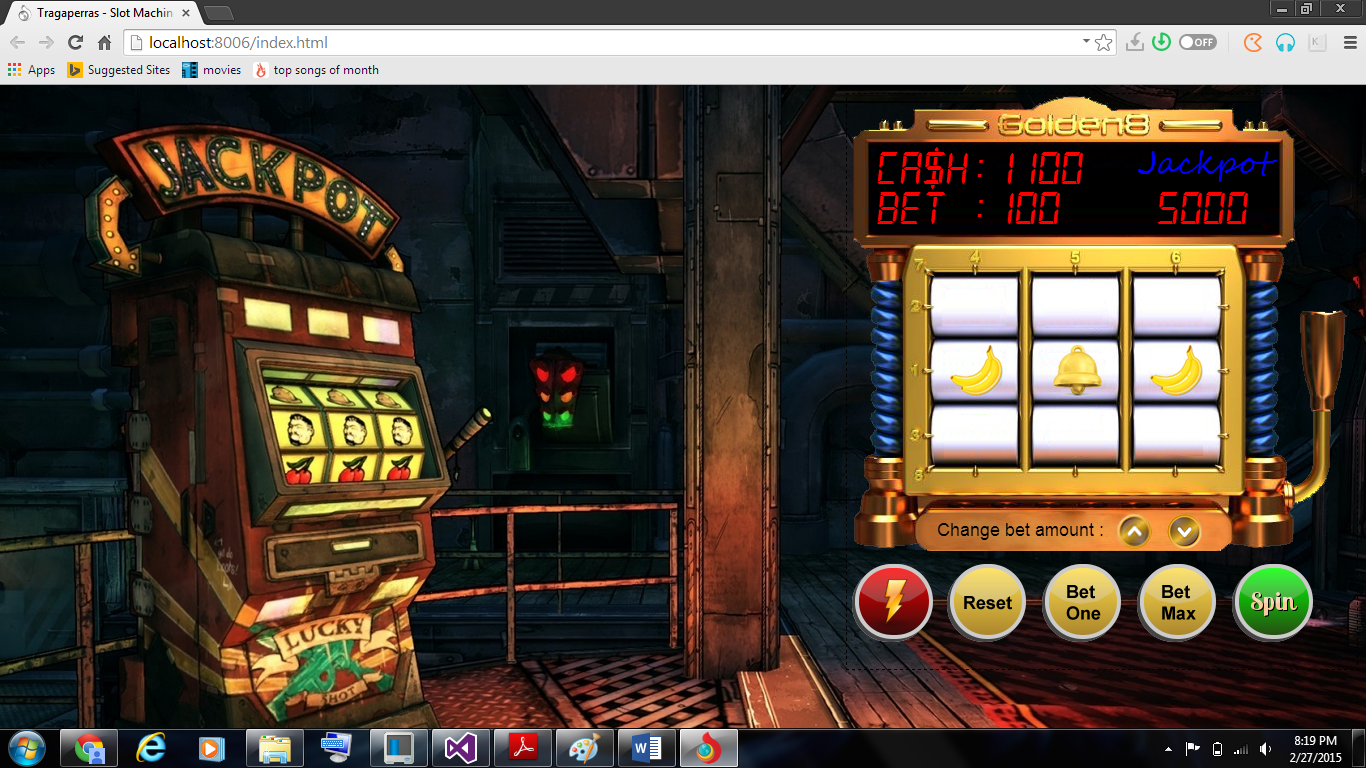 Tragaperras - Slot Machin
localhost:8006/index.html
Apps Suggested Sites movies top songs of month
OFF
K
JACKPOT
LUCKY
SHOT
Golden8
CA$H: 1100 Jackpot
BET : 100 5000
4 5 6
7
2
1
3
Change bet amount :
Reset
Bet One
Bet Max
Spin
8:19 PM
2/27/2015